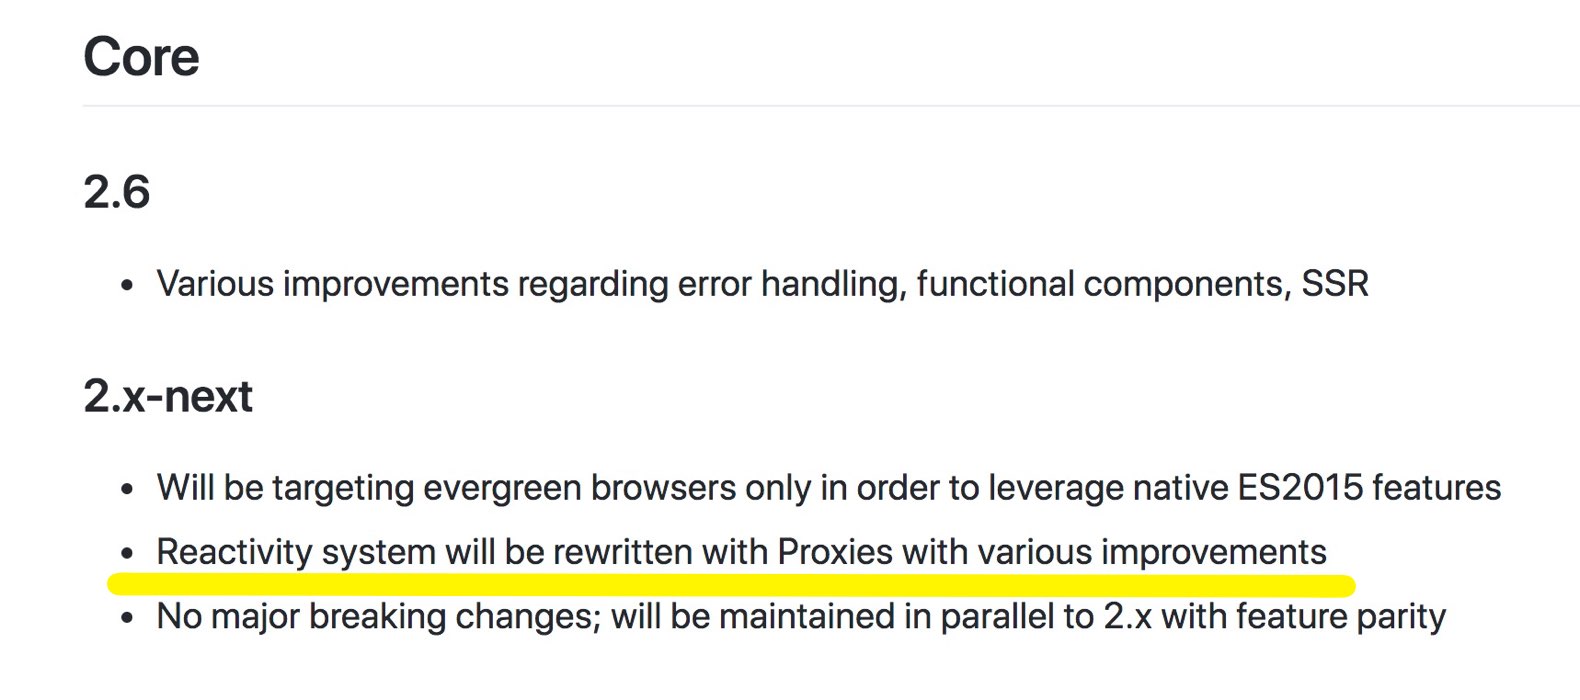 Core
2.6
• Various improvements regarding error handling, functional components, SSR
2.x-next
• Will be targeting evergreen browsers only in order to leverage native ES2015 features
• Reactivity system will be rewritten with Proxies with various improvements
• No major breaking changes; will be maintained in parallel to 2.x with feature parity